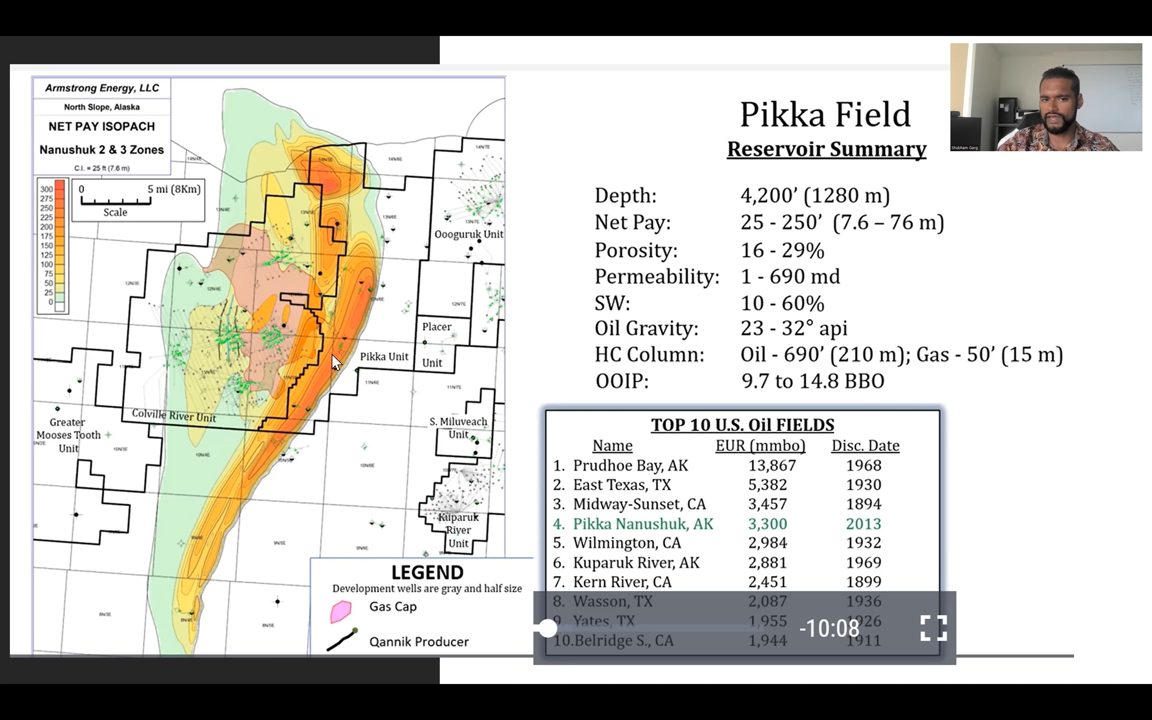 Armstrong Energy, LLC
North Slope, Alaska
NET PAY ISOPACH
Nanushuk 2 & 3 Zones
C.I. = 25 ft (7.6 m)
0 5 mi (8Km)
Scale
300
275
250
225
200
175
150
125
100
75
50
25
0
Oooguruk Unit
Placer
Unit
Pikka Unit
Colville River Unit
Greater
Mooses Tooth
Unit
S. Miluveach
Unit
Kuparuk
River
Unit
LEGEND
Development wells are gray and half size
Gas Cap
Qannik Producer
Pikka Field
Reservoir Summary
Depth: 4,200’ (1280 m)
Net Pay: 25 - 250’ (7.6 – 76 m)
Porosity: 16 - 29%
Permeability: 1 - 690 md
SW: 10 - 60%
Oil Gravity: 23 - 32° api
HC Column: Oil - 690’ (210 m); Gas - 50’ (15 m)
OOIP: 9.7 to 14.8 BBO
TOP 10 U.S. Oil FIELDS
Name EUR (mmbo) Disc. Date
1. Prudhoe Bay, AK 13,867 1968
2. East Texas, TX 5,382 1930
3. Midway-Sunset, CA 3,457 1894
4. Pikka Nanushuk, AK 3,300 2013
5. Wilmington, CA 2,984 1932
6. Kuparuk River, AK 2,881 1969
7. Kern River, CA 2,451 1899
8. Wasson, TX 2,087 1936
9. Yates, TX 1,955 1926
10.Belridge S., CA 1,944 1911
-10:08
Shubham Garg